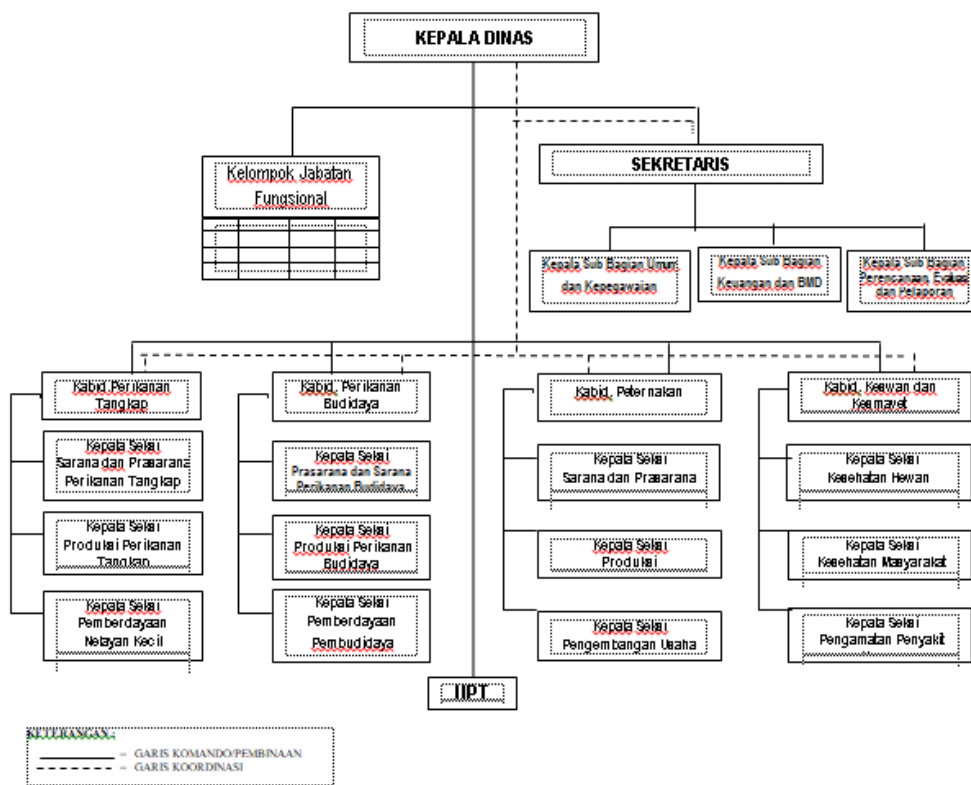 KEPALA DINAS
Kelompok Jabatan
Fungsional
SEKRETARIS
Kepala Sub Bagian Umum
dan Kepegawaian
Kepala Sub Bagian
Keuangan dan BMD
Kepala Sub Bagian
Perencanaan, Evaluasi
dan Pelaporan
Kabid.Perikanan
Tangkap
Kabid. Perikanan
Budidaya
Kabid. Peternakan
Kabid. Keswan dan
Kesmavet
Kepala Seksi
Sarana dan Prasarana
Perikanan Tangkap
Kepala Seksi
Prasarana dan Sarana
Perikanan Budidaya
Kepala Seksi
Sarana dan Prasarana
Kepala Seksi
Kesehatan Hewan
Kepala Seksi
Produksi Perikanan
Tangkap
Kepala Seksi
Produksi Perikanan
Budidaya
Kepala Seksi
Produksi
Kepala Seksi
Kesehatan Masyarakat
Kepala Seksi
Pemberdayaan
Nelayan Kecil
Kepala Seksi
Pemberdayaan
Pembudidaya
Kepala Seksi
Pengembangan Usaha
Kepala Seksi
Pengamatan Penyakit
UPT
KETERANGAN :
= GARIS KOMANDO/PEMBINAAN
= GARIS KOORDINASI